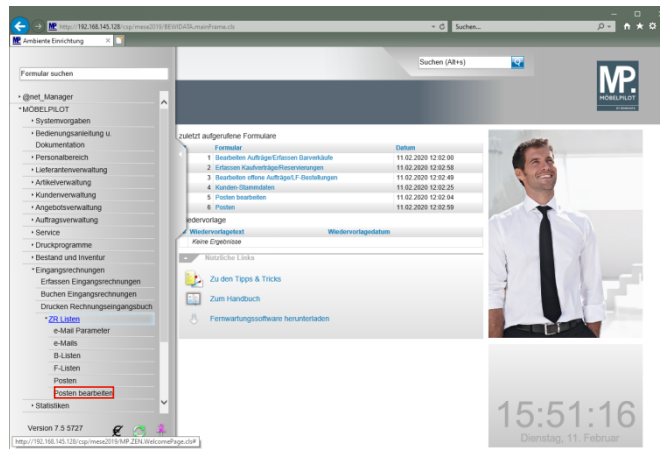 http://192.168.145.128/csp/mese2019/BEWIDATA.mainFrame.cls
Suchen...
Ambiente Einrichtung
Suchen (Alt+s)
Formular suchen
MP.
MÖBELPILOT
@net_Manager
MÖBELPILOT
Systemvorgaben
Bedienungsanleitung u.
Dokumentation
Personalbereich
Lieferantenverwaltung
Artikelverwaltung
Kundenverwaltung
Angebotsverwaltung
Auftragsverwaltung
Service
Druckprogramme
Bestand und Inventur
Eingangsrechnungen
Erfassen Eingangsrechnungen
Buchen Eingangsrechnungen
Drucken Rechnungseingangsbuch
ZR Listen
e-Mail Parameter
e-Mails
B-Listen
F-Listen
Posten
Posten bearbeiten
Statistiken
Version 7.5 5727
http://192.168.145.128/csp/mese2019/MP.ZEN.WelcomePage.cls#
zuletzt aufgerufene Formulare
Formular Datum
1 Bearbeiten Aufträge/Erfassen Barverkäufe 11.02.2020 12:02:00
2 Erfassen Kaufverträge/Reservierungen 11.02.2020 12:02:58
3 Bearbeiten offene Aufträge/LF-Bestellungen 11.02.2020 12:02:49
4 Kunden-Stammdaten 11.02.2020 12:02:25
5 Posten bearbeiten 11.02.2020 12:02:04
6 Posten 11.02.2020 12:02:59
iedervorlage
Wiedervorlagetext Wiedervorlagedatum
Keine Ergebnisse
Nützliche Links
Zu den Tipps & Tricks
Zum Handbuch
Fernwartungssoftware herunterladen
15:51:16
Dienstag, 11. Februar